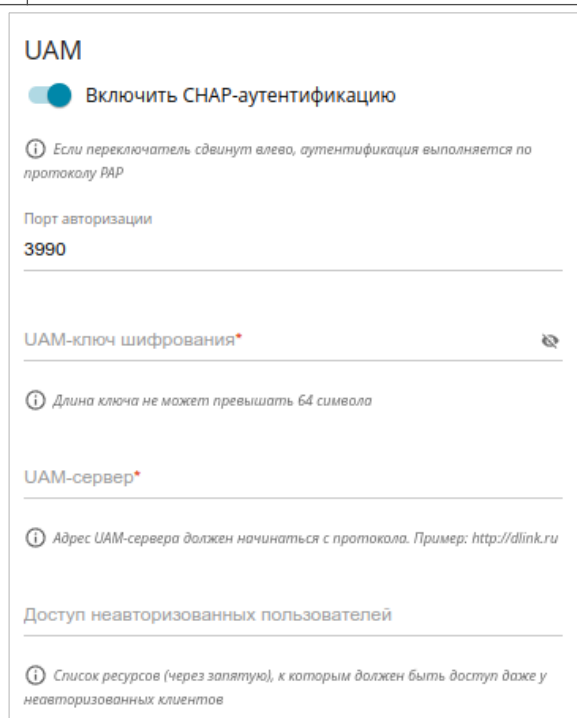 UAM
Включить CHAP-аутентификацию
Если переключатель сдвинут влево, аутентификация выполняется по
протоколу PAP
Порт авторизации
3990
UAM-ключ шифрования*
Длина ключа не может превышать 64 символа
UAM-сервер*
Адрес UAM-сервера должен начинаться с протокола. Пример: http://dlink.ru
Доступ неавторизованных пользователей
Список ресурсов (через запятую), к которым должен быть доступ даже у
неавторизованных клиентов